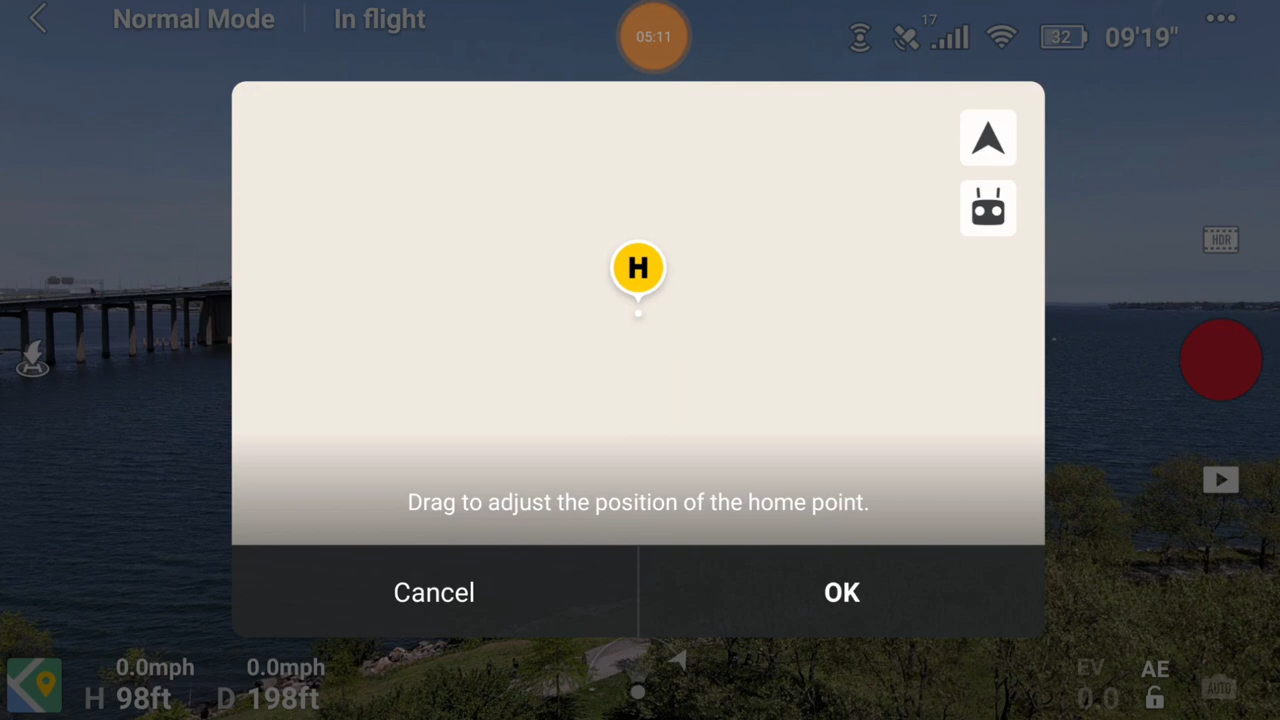 Normal Mode
In flight
05:11
17
32
09'19"
H
HDR
Drag to adjust the position of the home point.
Cancel
OK
0.0mph
0.0mph
H 98ft
D 198ft
EV
0.0
AE
AUTO